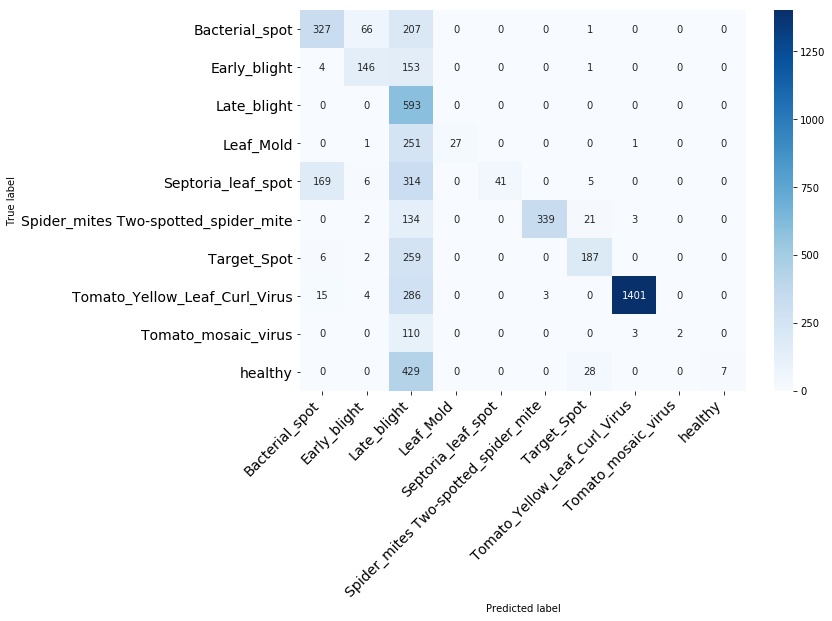 Bacterial_spot 327 66 207 0 0 0 1 0 0 0
Early_blight 4 146 153 0 0 0 1 0 0 0
Late_blight 0 0 593 0 0 0 0 0 0 0
Leaf_Mold 0 1 251 27 0 0 0 1 0 0
Septoria_leaf_spot 169 6 314 0 41 0 5 0 0 0
Spider_mites Two-spotted_spider_mite 0 2 134 0 0 339 21 3 0 0
Target_Spot 6 2 259 0 0 0 187 0 0 0
Tomato_Yellow_Leaf_Curl_Virus 15 4 286 0 0 3 0 1401 0 0
Tomato_mosaic_virus 0 0 110 0 0 0 0 3 2 0
healthy 0 0 429 0 0 0 28 0 0 7
True label
Bacterial_spot
Early_blight
Late_blight
Leaf_Mold
Septoria_leaf_spot
Spider_mites Two-spotted_spider_mite
Target_Spot
Tomato_Yellow_Leaf_Curl_Virus
Tomato_mosaic_virus
healthy
Predicted label
1250
1000
750
500
250
0